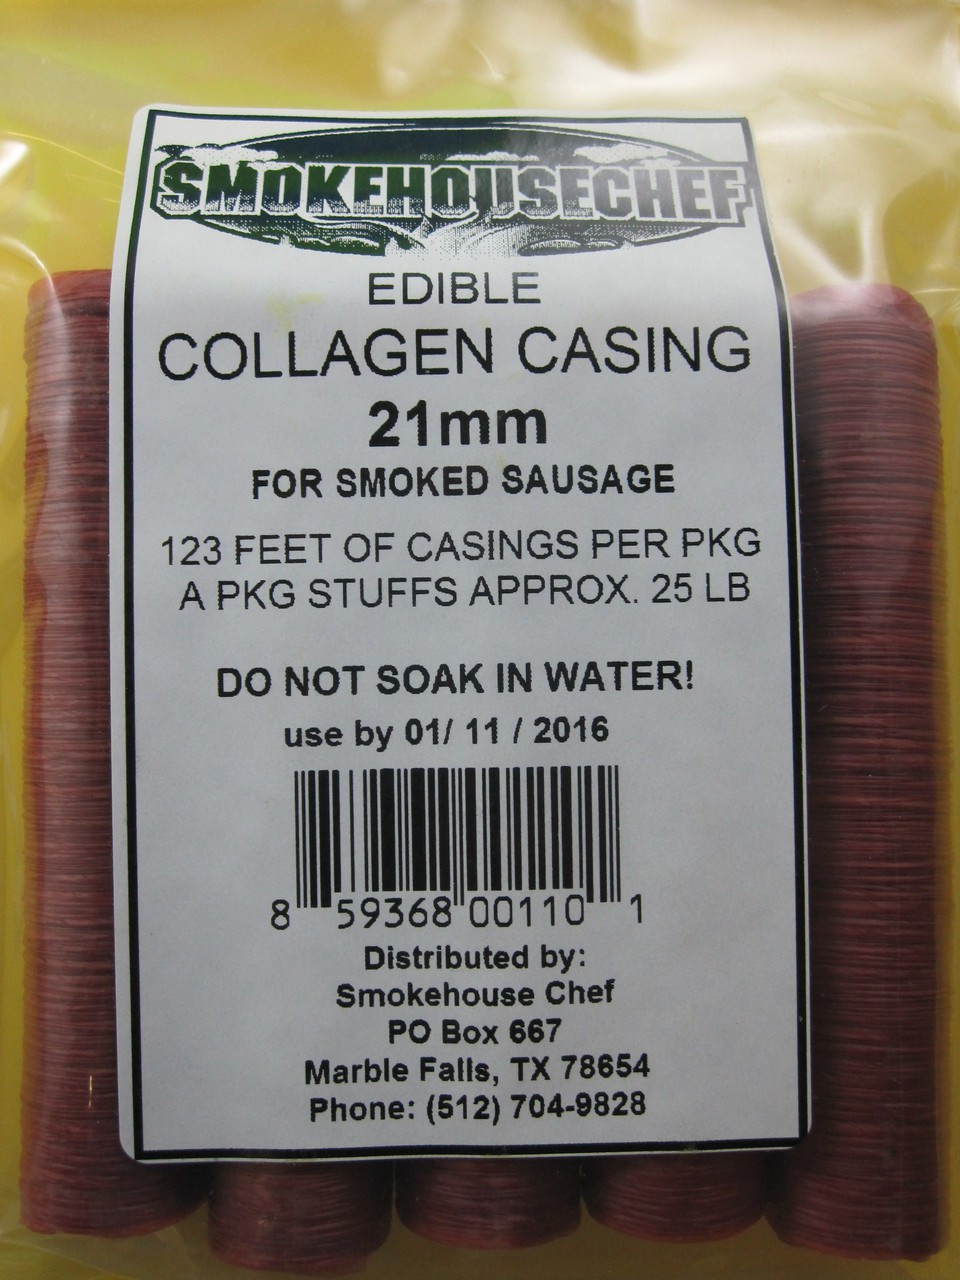 SMOKEHOUSECHEF
EDIBLE
COLLAGEN CASING
21mm
FOR SMOKED SAUSAGE
123 FEET OF CASINGS PER PKG
A PKG STUFFS APPROX. 25 LB
DO NOT SOAK IN WATER!
use by 01/ 11 / 2016
8 59368 00110 1
Distributed by:
Smokehouse Chef
PO Box 667
Marble Falls, TX 78654
Phone: (512) 704-9828